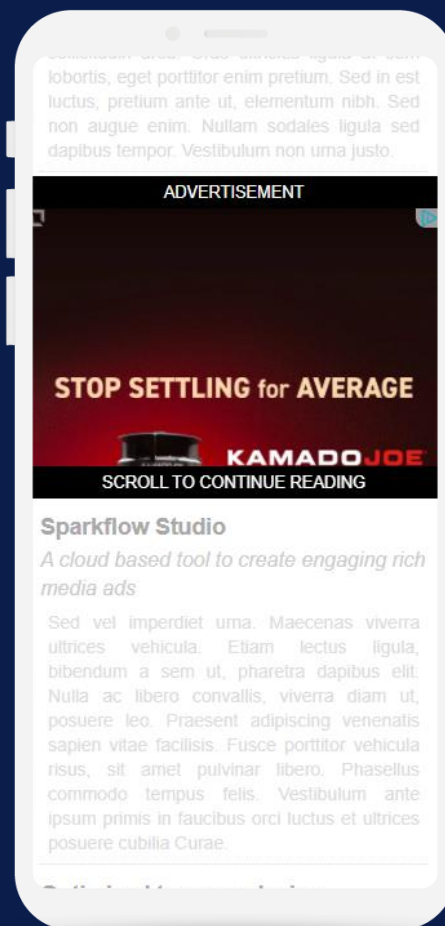 lobortis, eget porttitor enim pretium. Sed in est
luctus, pretium ante ut, elementum nibh. Sed
non augue enim. Nullam sodales ligula sed
dapibus tempor. Vestibulum non urna justo.
ADVERTISEMENT
STOP SETTLING for AVERAGE
KAMADO JOE
SCROLL TO CONTINUE READING
Sparkflow Studio
A cloud based tool to create engaging rich
media ads
Sed vel imperdiet urna. Maecenas viverra
ultrices vehicula. Etiam lectus ligula,
bibendum a sem ut, pharetra dapibus elit.
Nulla ac libero convallis, viverra diam ut,
posuere leo. Praesent adipiscing venenatis
sapien vitae facilisis. Fusce porttitor vehicula
risus, sit amet pulvinar libero. Phasellus
commodo tempus felis. Vestibulum ante
ipsum primis in faucibus orci luctus et ultrices
posuere cubilia Curae.